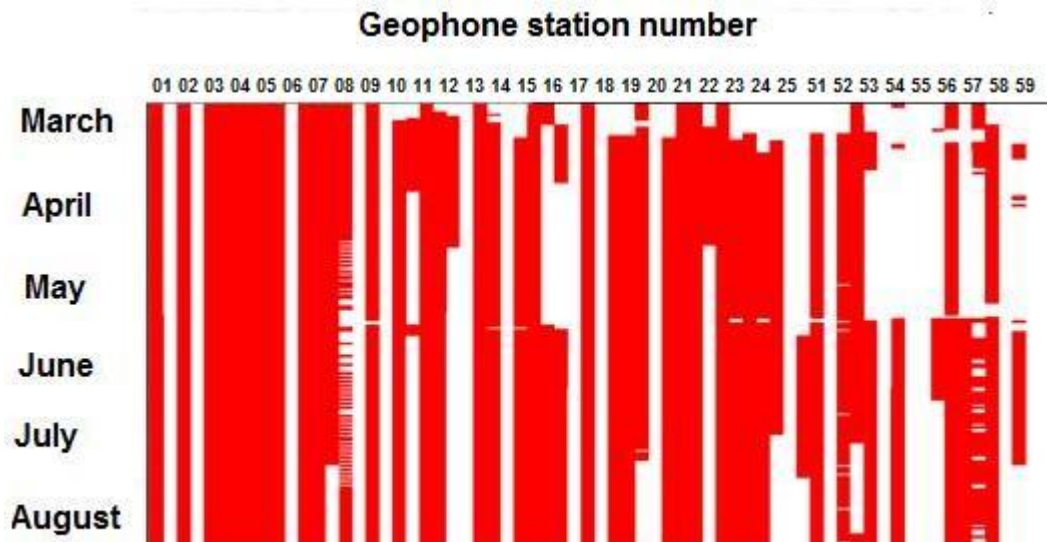 Geophone station number
01 02 03 04 05 06 07 08 09 10 11 12 13 14 15 16 17 18 19 20 21 22 23 24 25 51 52 53 54 55 56 57 58 59
March
April
May
June
July
August